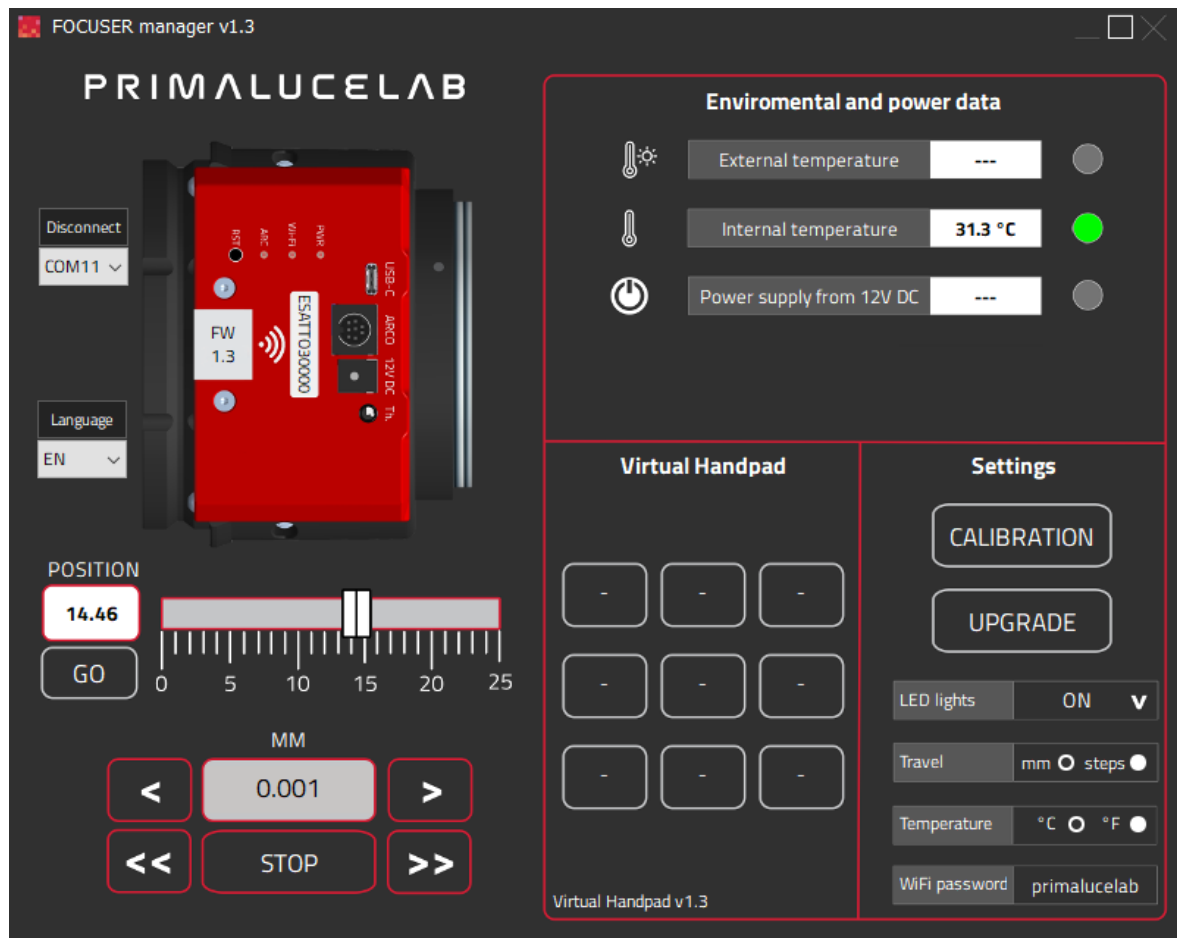 FOCUSER manager v1.3
PRIMALUCELAB
Disconnect
COM11
Language
EN
RST
ARC
Wi-Fi
PWR
USB-C
ARCO
12V DC
Th.
FW
1.3
ESATTO30000
POSITION
14.46
GO
0 5 10 15 20 25
MM
<
0.001
>
<<
STOP
>>
Enviromental and power data
External temperature ---
Internal temperature 31.3 °C
Power supply from 12V DC ---
Virtual Handpad
- - -
- - -
- - -
Virtual Handpad v1.3
Settings
CALIBRATION
UPGRADE
LED lights ON v
Travel mm steps
Temperature °C °F
WiFi password primalucelab